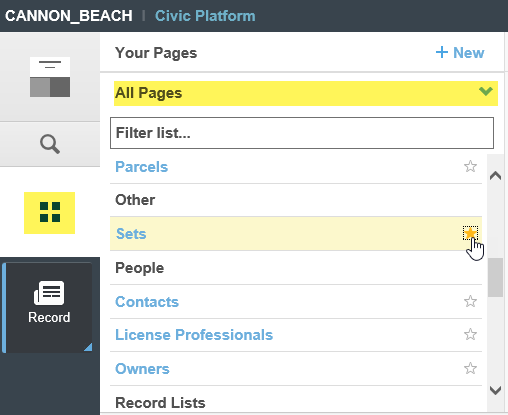 CANNON_BEACH | Civic Platform
Your Pages
+ New
All Pages
Filter list...
Parcels
Other
Sets
People
Record
Contacts
License Professionals
Owners
Record Lists